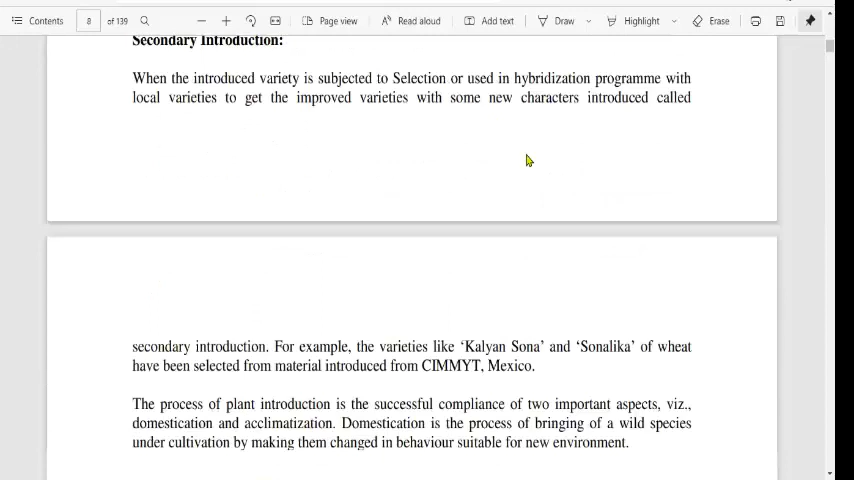 Contents 8 of 139 Page view Read aloud Add text Draw Highlight Erase
Secondary Introduction:
When the introduced variety is subjected to Selection or used in hybridization programme with
local varieties to get the improved varieties with some new characters introduced called
secondary introduction. For example, the varieties like ‘Kalyan Sona’ and ‘Sonalika’ of wheat
have been selected from material introduced from CIMMYT, Mexico.
The process of plant introduction is the successful compliance of two important aspects, viz.,
domestication and acclimatization. Domestication is the process of bringing of a wild species
under cultivation by making them changed in behaviour suitable for new environment.